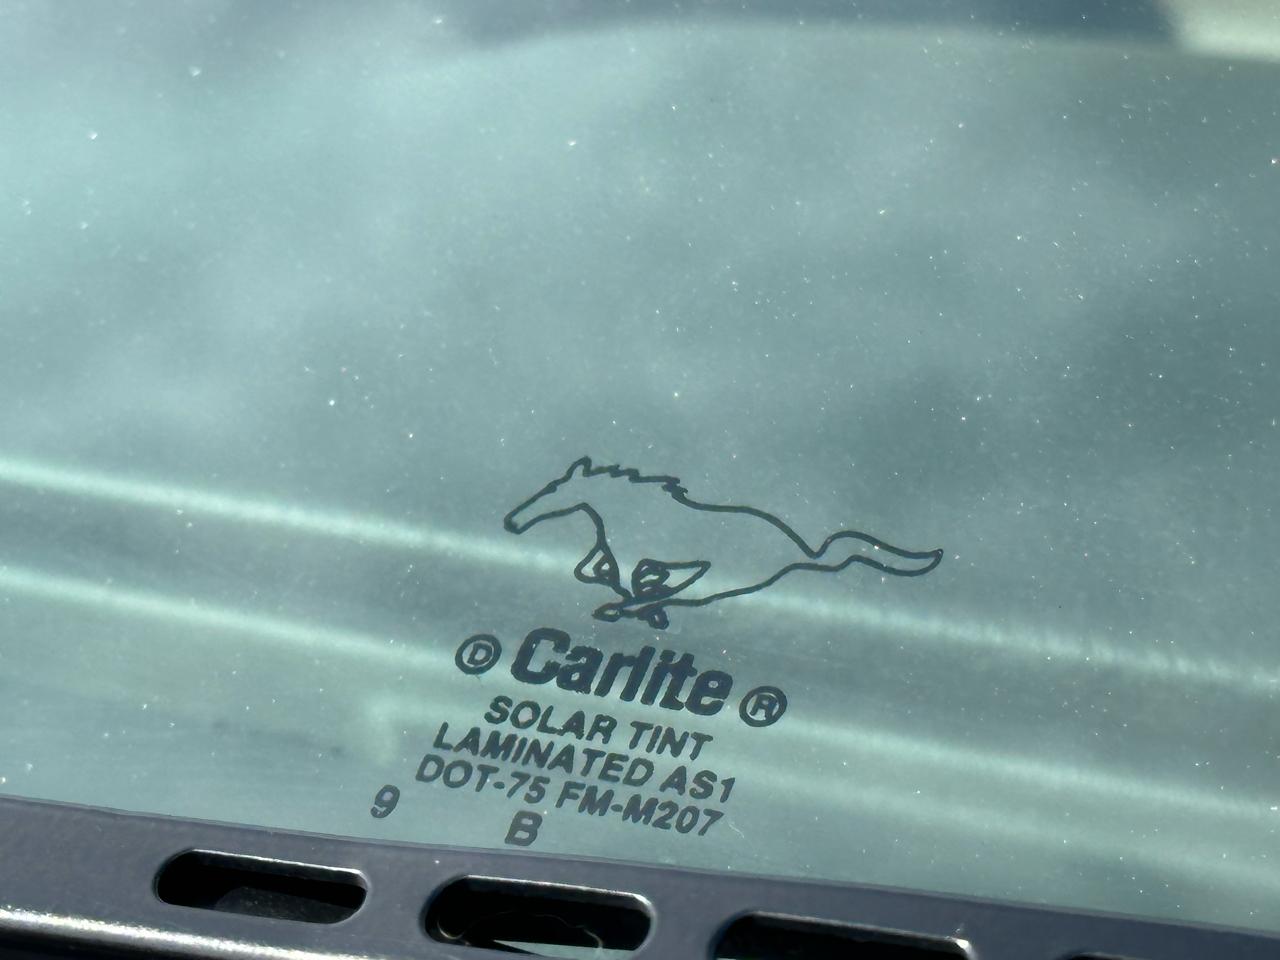 Ⓓ Carlite ®
SOLAR TINT
LAMINATED AS1
DOT-75 FM-M207
9 B